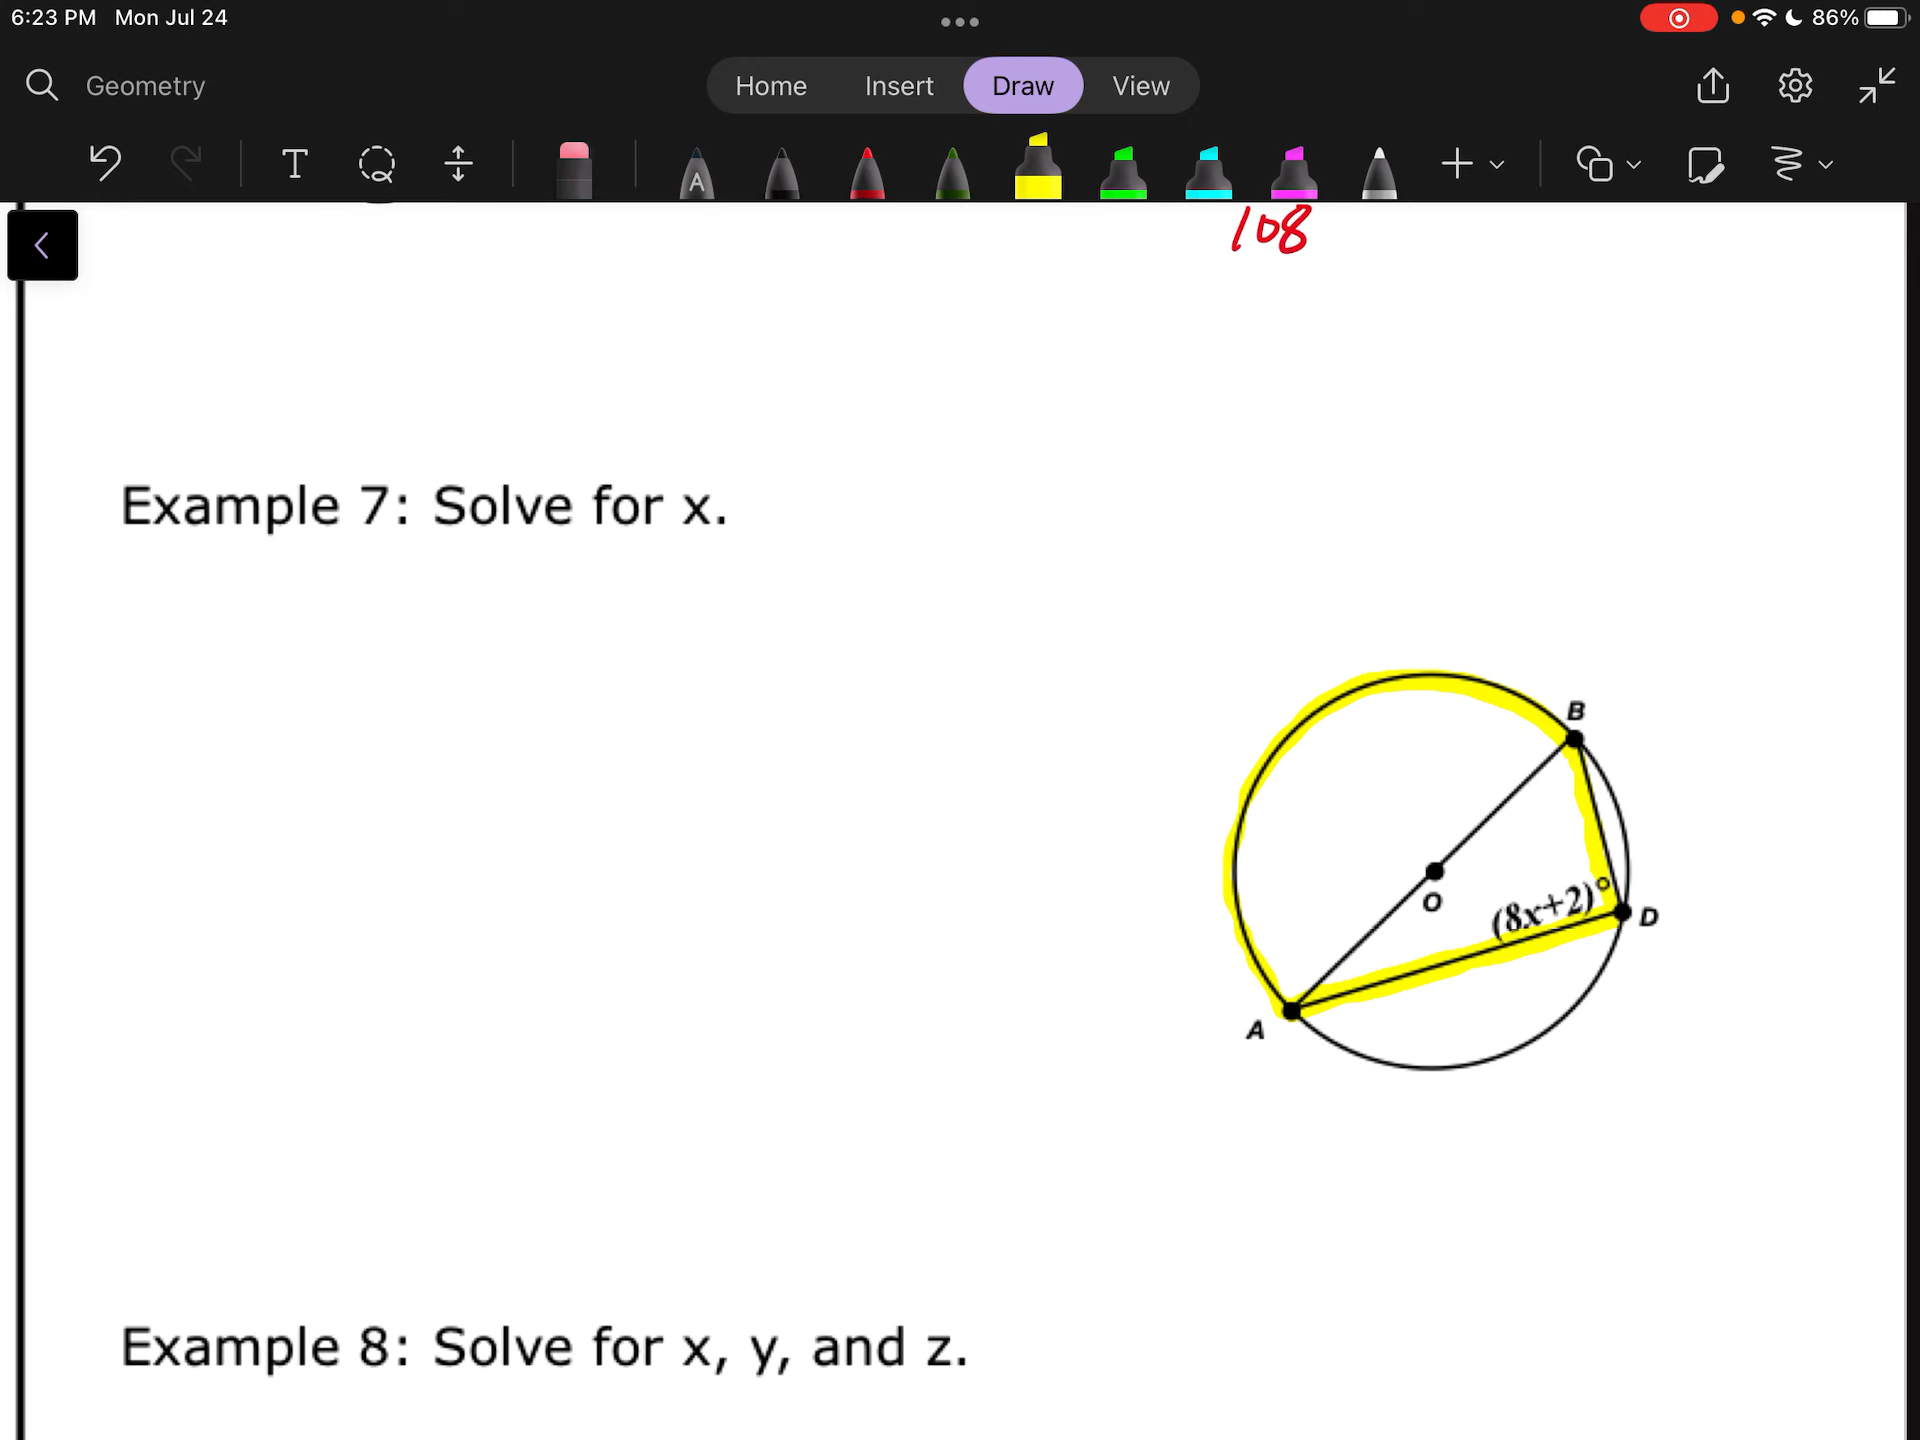 6:23 PM Mon Jul 24
86%
Geometry
Home Insert Draw View
T
A
108
Example 7: Solve for x.
B
O
(8x+2)°
D
A
Example 8: Solve for x, y, and z.